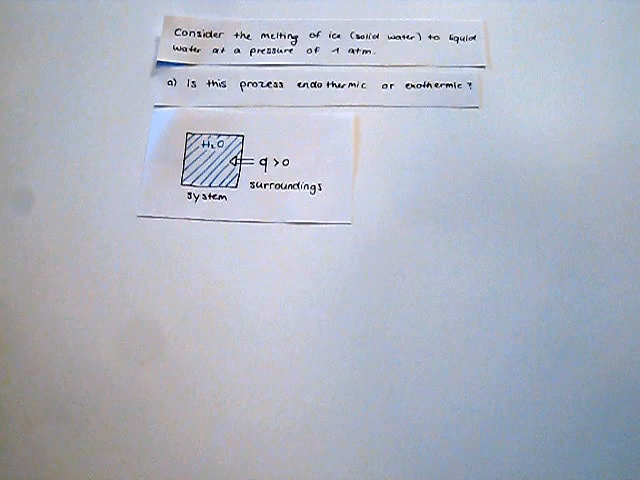 Consider the melting of ice (solid water) to liquid
water at a pressure of 1 atm.
a) Is this prozess endothermic or exothermic?
H₂O
q > 0
surroundings
system